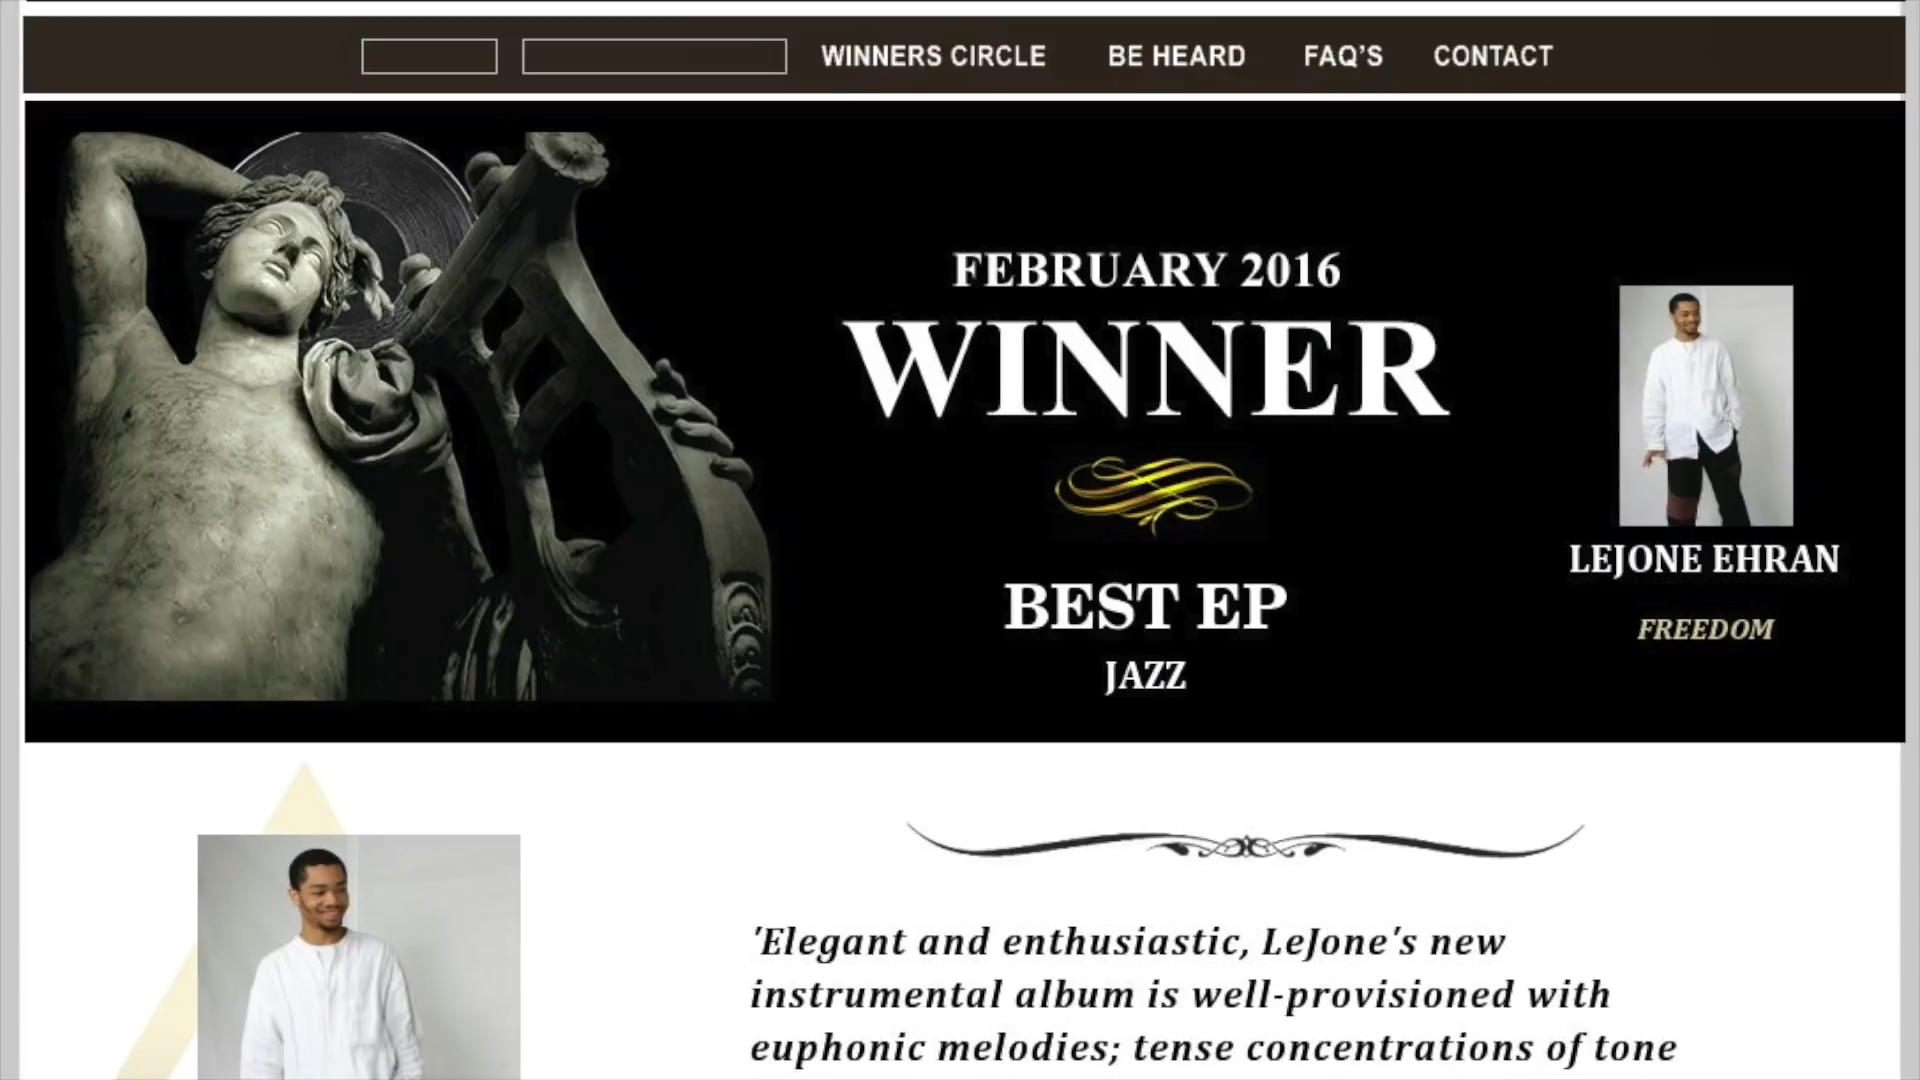 WINNERS CIRCLE BE HEARD FAQ'S CONTACT
FEBRUARY 2016
WINNER
BEST EP
JAZZ
LEJONE EHRAN
FREEDOM
'Elegant and enthusiastic, LeJone's new
instrumental album is well-provisioned with
euphonic melodies; tense concentrations of tone